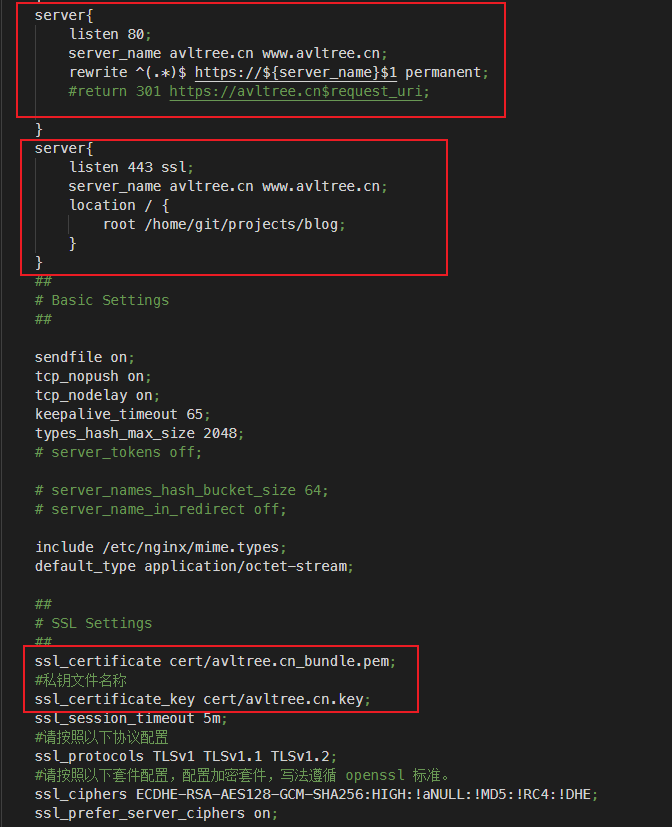 server{
listen 80;
server_name avltree.cn www.avltree.cn;
rewrite ^(.*)$ https://${server_name}$1 permanent;
#return 301 https://avltree.cn$request_uri;
}
server{
listen 443 ssl;
server_name avltree.cn www.avltree.cn;
location / {
root /home/git/projects/blog;
}
}
##
# Basic Settings
##
sendfile on;
tcp_nopush on;
tcp_nodelay on;
keepalive_timeout 65;
types_hash_max_size 2048;
# server_tokens off;
# server_names_hash_bucket_size 64;
# server_name_in_redirect off;
include /etc/nginx/mime.types;
default_type application/octet-stream;
##
# SSL Settings
##
ssl_certificate cert/avltree.cn_bundle.pem;
#私钥文件名称
ssl_certificate_key cert/avltree.cn.key;
ssl_session_timeout 5m;
#请按照以下协议配置
ssl_protocols TLSv1 TLSv1.1 TLSv1.2;
#请按照以下套件配置，配置加密套件，写法遵循 openssl 标准。
ssl_ciphers ECDHE-RSA-AES128-GCM-SHA256:HIGH:!aNULL:!MD5:!RC4:!DHE;
ssl_prefer_server_ciphers on;